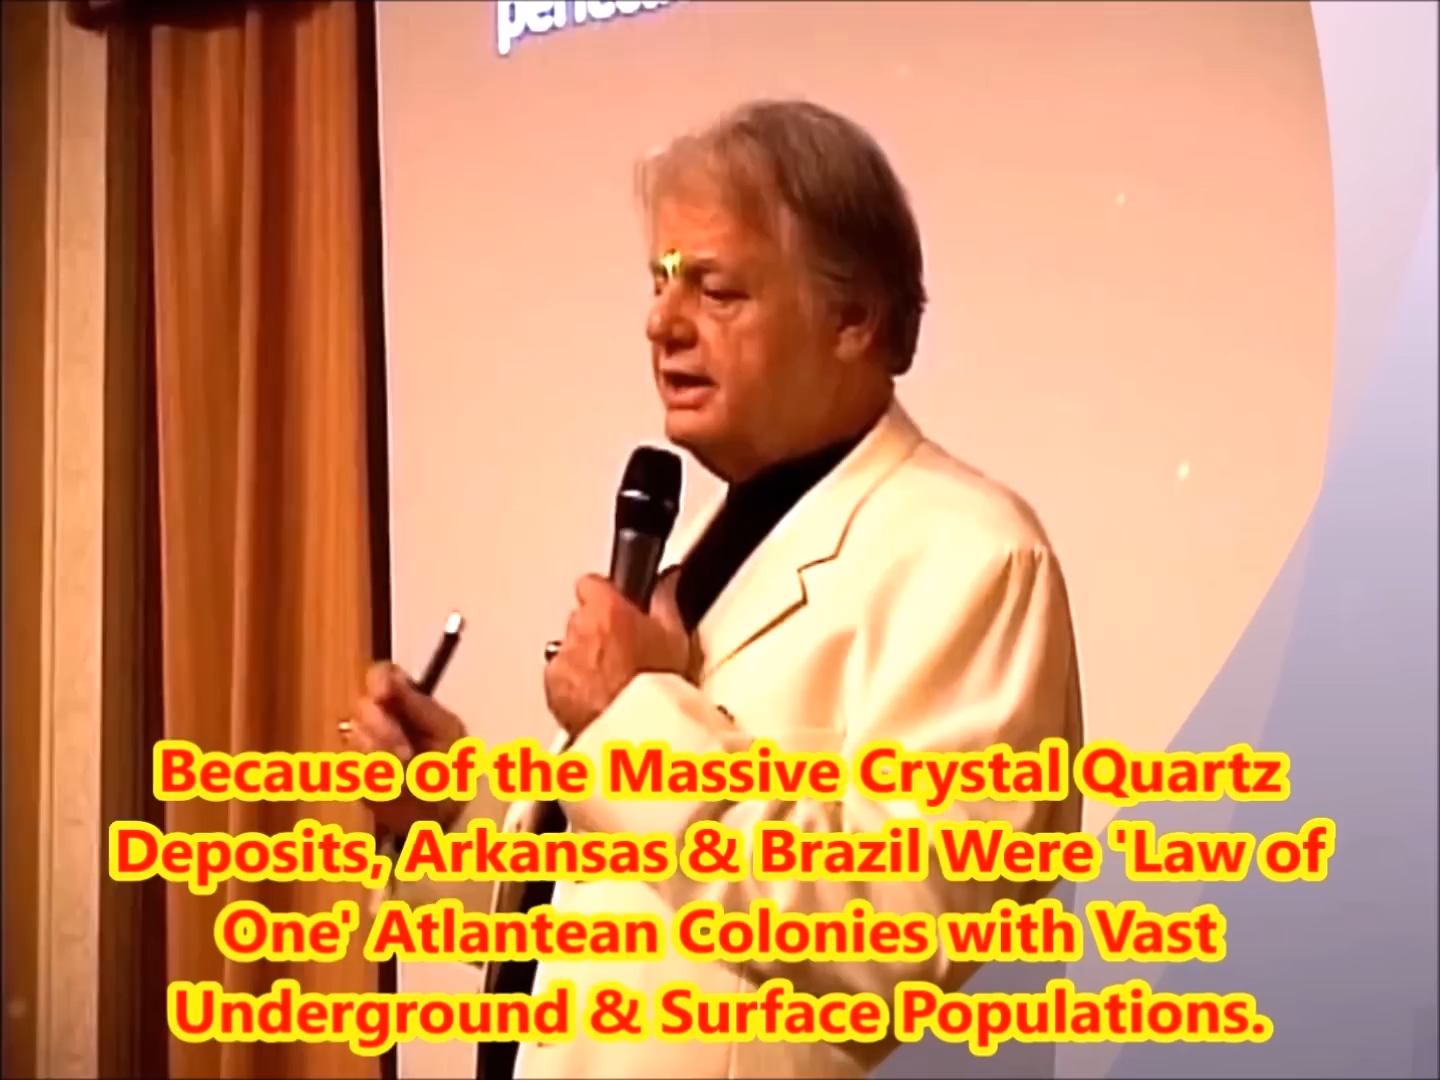 Because of the Massive Crystal Quartz
Deposits, Arkansas & Brazil Were 'Law of
One' Atlantean Colonies with Vast
Underground & Surface Populations.